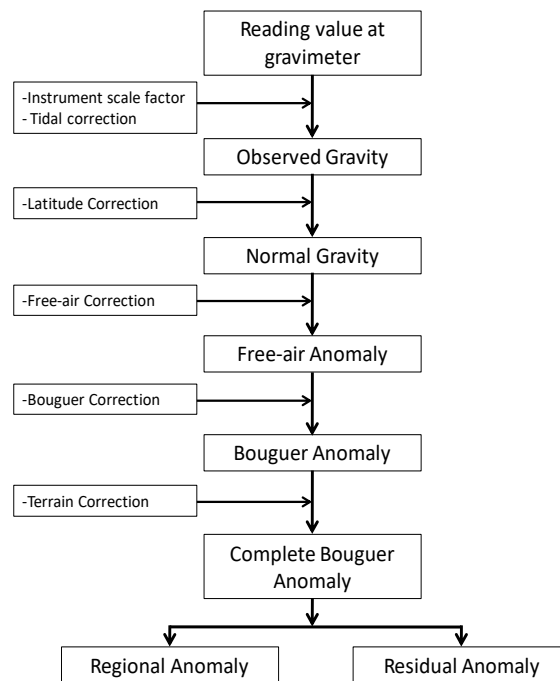 Reading value at
gravimeter
-Instrument scale factor
- Tidal correction
Observed Gravity
-Latitude Correction
Normal Gravity
-Free-air Correction
Free-air Anomaly
-Bouguer Correction
Bouguer Anomaly
-Terrain Correction
Complete Bouguer
Anomaly
Regional Anomaly
Residual Anomaly